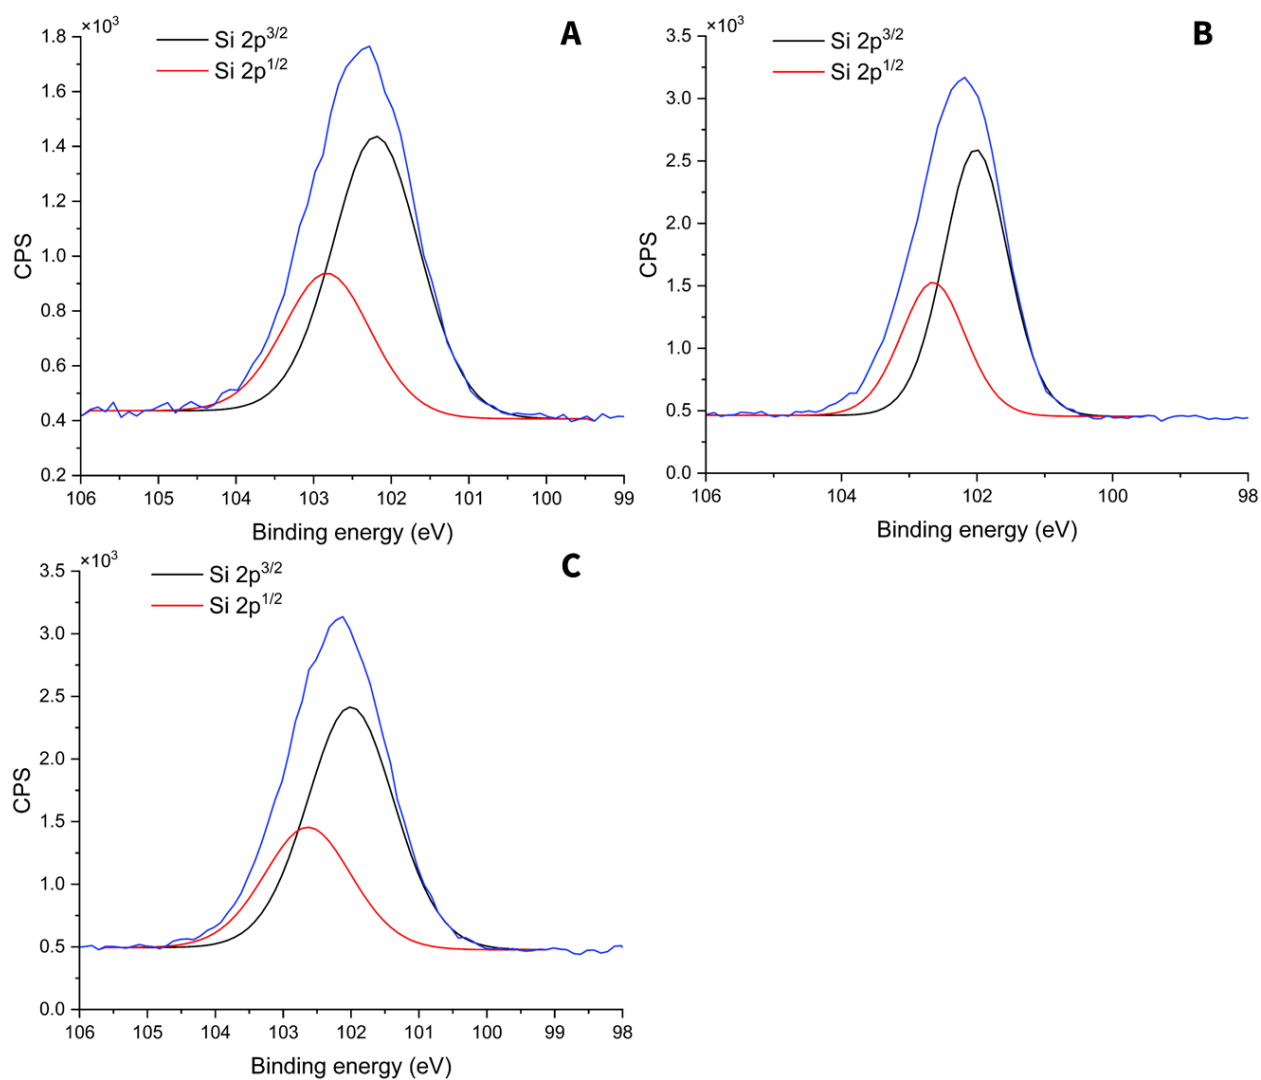 ×10³
A
Si 2p³/²
Si 2p¹/²
1.8
1.6
1.4
1.2
1.0
0.8
0.6
0.4
0.2
CPS
106 105 104 103 102 101 100 99
Binding energy (eV)
×10³
B
Si 2p³/²
Si 2p¹/²
3.5
3.0
2.5
2.0
1.5
1.0
0.5
0.0
CPS
106 104 102 100 98
Binding energy (eV)
×10³
C
Si 2p³/²
Si 2p¹/²
3.5
3.0
2.5
2.0
1.5
1.0
0.5
0.0
CPS
106 105 104 103 102 101 100 99 98
Binding energy (eV)